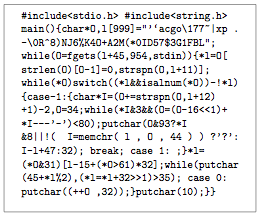 #include<stdio.h> #include<string.h>
main(){char*O,l[999]="'`acgo\177~|xp .
-\0R^8)NJ6%K4O+A2M(*0ID57$3G1FBL";
while(O=fgets(l+45,954,stdin)){*l=O[
strlen(O)[O-1]=0,strspn(O,l+11)];
while(*O)switch((*l&&isalnum(*O))-!*l)
{case-1:{char*I=(O+=strspn(O,l+12)
+1)-2,O=34;while(*I&3&&(O=(O-16<<1)+
*I---'-')<80);putchar(O&93?*I
&8||!( I=memchr( l , O , 44 ) ) ?'?':
I-l+47:32); break; case 1: ;}*l=
(*O&31)[l-15+(*O>61)*32];while(putchar
(45+*l%2),(*l=*l+32>>1)>35); case 0:
putchar((++O ,32));}putchar(10);}}